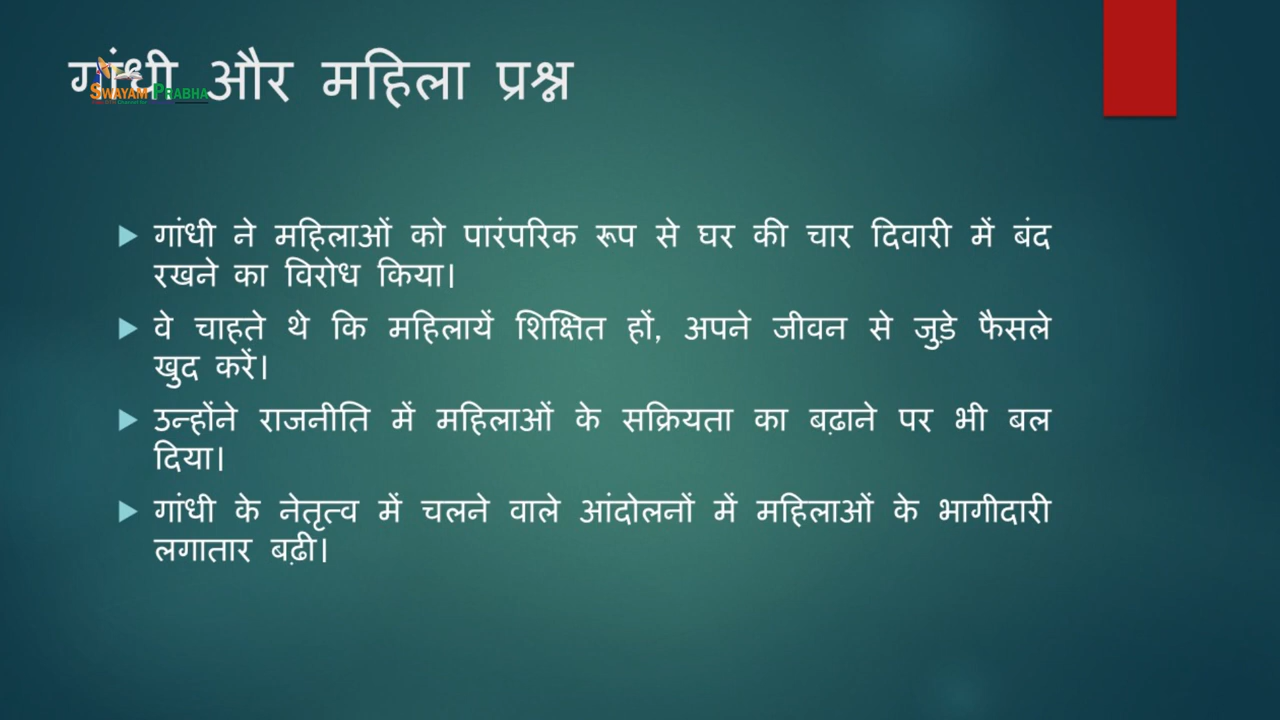 गांधी और महिला प्रश्न
SWAYAM PRABHA
गांधी ने महिलाओं को पारंपरिक रूप से घर की चार दिवारी में बंद
रखने का विरोध किया।
वे चाहते थे कि महिलायें शिक्षित हों, अपने जीवन से जुड़े फैसले
खुद करें।
उन्होंने राजनीति में महिलाओं के सक्रियता का बढ़ाने पर भी बल
दिया।
गांधी के नेतृत्व में चलने वाले आंदोलनों में महिलाओं के भागीदारी
लगातार बढ़ी।